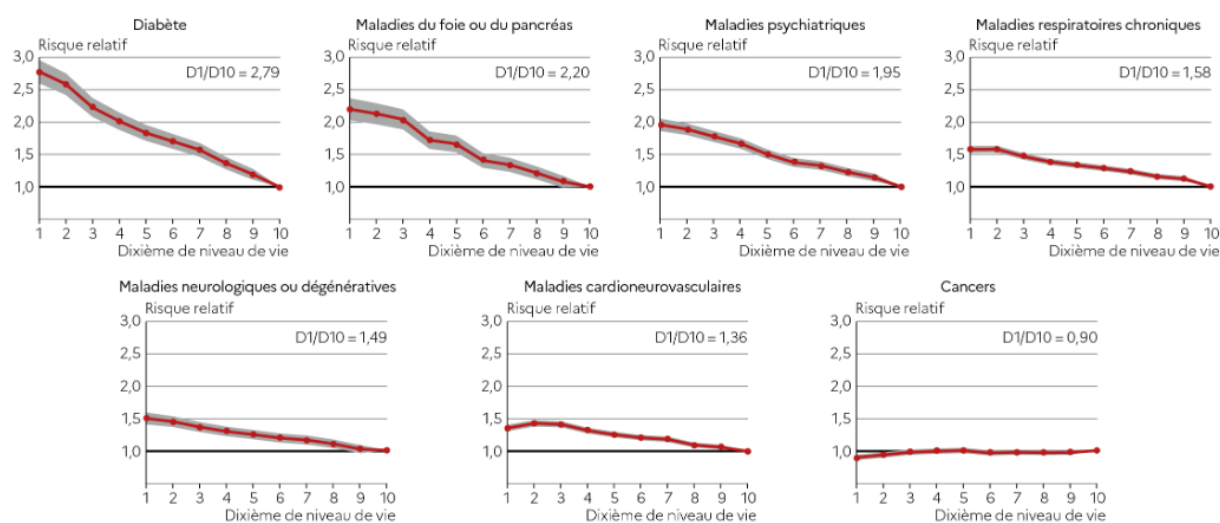 Diabète
Risque relatif
3,0
D1/D10 = 2,79
2,5
2,0
1,5
1,0
1 2 3 4 5 6 7 8 9 10
Dixième de niveau de vie
Maladies du foie ou du pancréas
Risque relatif
3,0
D1/D10 = 2,20
2,5
2,0
1,5
1,0
1 2 3 4 5 6 7 8 9 10
Dixième de niveau de vie
Maladies psychiatriques
Risque relatif
3,0
D1/D10 = 1,95
2,5
2,0
1,5
1,0
1 2 3 4 5 6 7 8 9 10
Dixième de niveau de vie
Maladies respiratoires chroniques
Risque relatif
3,0
D1/D10 = 1,58
2,5
2,0
1,5
1,0
1 2 3 4 5 6 7 8 9 10
Dixième de niveau de vie
Maladies neurologiques ou dégénératives
Risque relatif
3,0
D1/D10 = 1,49
2,5
2,0
1,5
1,0
1 2 3 4 5 6 7 8 9 10
Dixième de niveau de vie
Maladies cardioneurovasculaires
Risque relatif
3,0
D1/D10 = 1,36
2,5
2,0
1,5
1,0
1 2 3 4 5 6 7 8 9 10
Dixième de niveau de vie
Cancers
Risque relatif
3,0
D1/D10 = 0,90
2,5
2,0
1,5
1,0
1 2 3 4 5 6 7 8 9 10
Dixième de niveau de vie